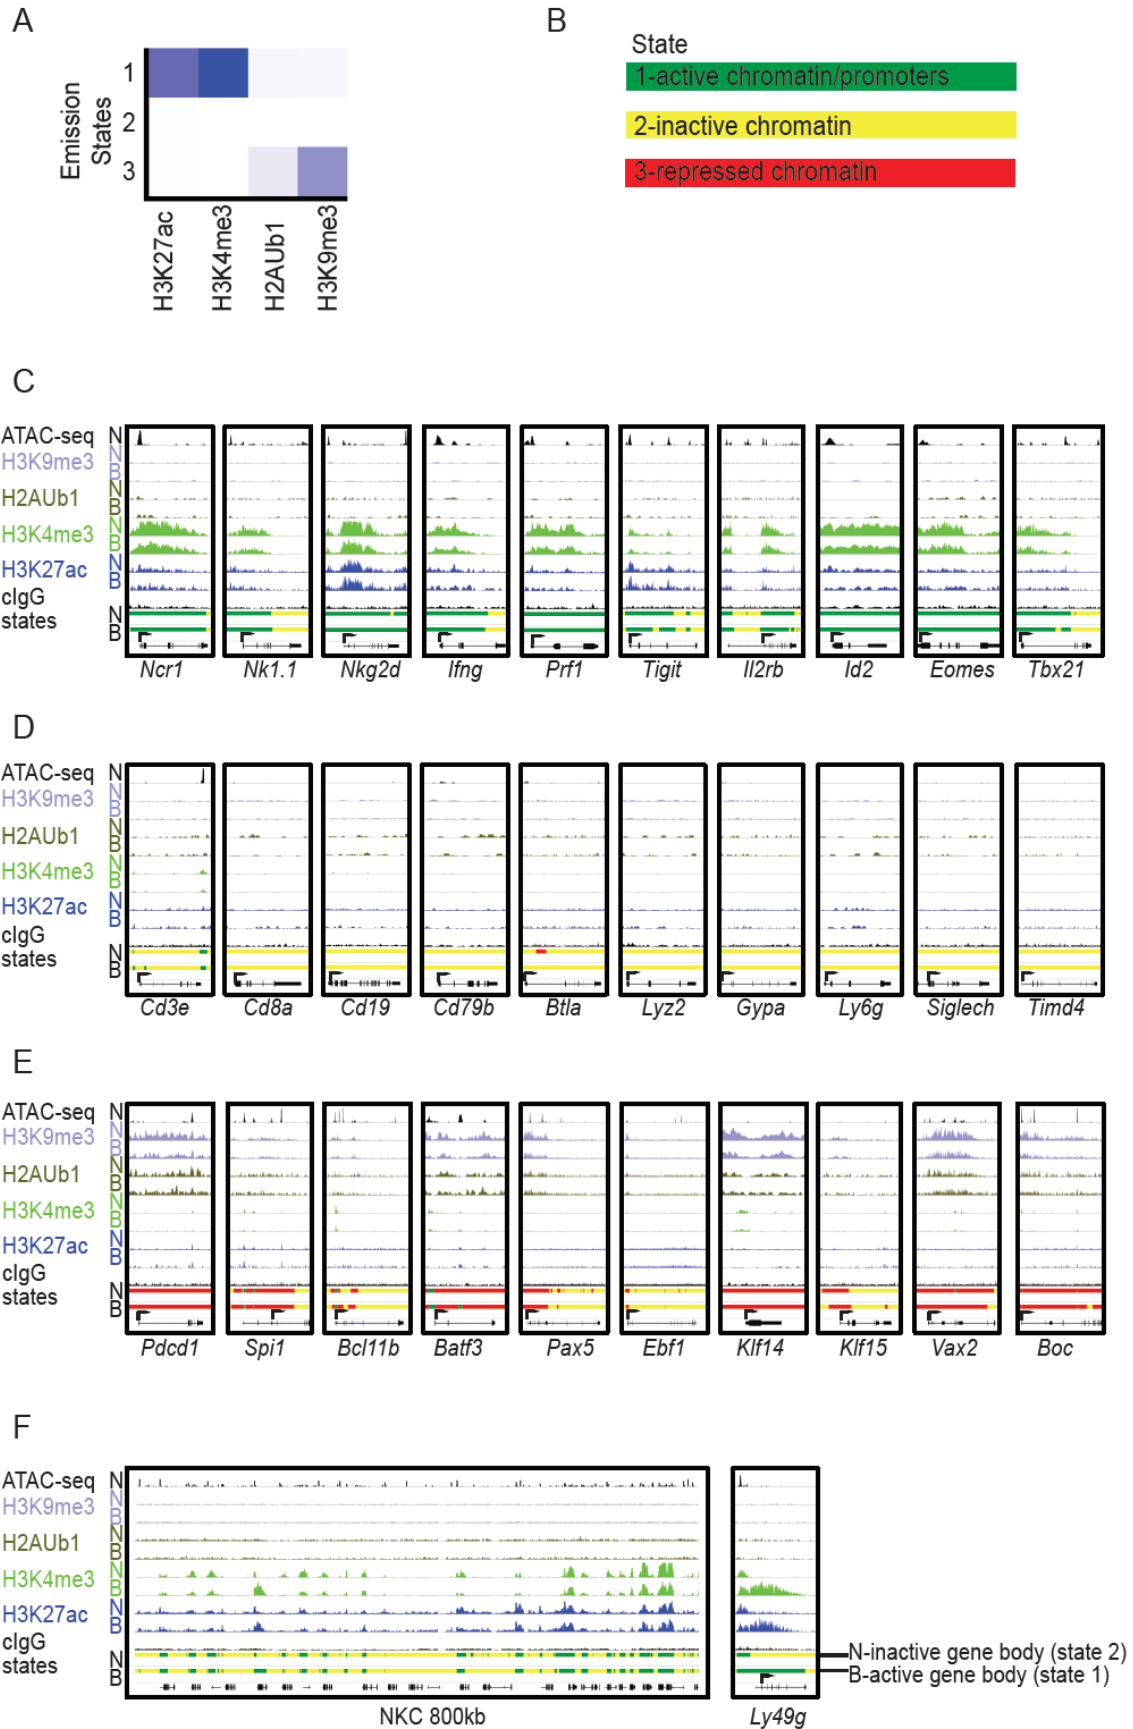 A
B
Emission
States
1
2
3
H3K27ac
H3K4me3
H2AUb1
H3K9me3
State
1-active chromatin/promoters
2-inactive chromatin
3-repressed chromatin
C
ATAC-seq N
H3K9me3 N
B
H2AUb1 N
B
H3K4me3 N
B
H3K27ac N
B
cIgG
states N
B
Ncr1 Nk1.1 Nkg2d Ifng Prf1 Tigit Il2rb Id2 Eomes Tbx21
D
ATAC-seq N
H3K9me3 N
B
H2AUb1 N
B
H3K4me3 N
B
H3K27ac N
B
cIgG
states N
B
Cd3e Cd8a Cd19 Cd79b Btla Lyz2 Gypa Ly6g Siglech Timd4
E
ATAC-seq N
H3K9me3 N
B
H2AUb1 N
B
H3K4me3 N
B
H3K27ac N
B
cIgG
states N
B
Pdcd1 Spi1 Bcl11b Batf3 Pax5 Ebf1 Klf14 Klf15 Vax2 Boc
F
ATAC-seq N
H3K9me3 N
B
H2AUb1 N
B
H3K4me3 N
B
H3K27ac N
B
cIgG
states N
B
N-inactive gene body (state 2)
B-active gene body (state 1)
NKC 800kb
Ly49g